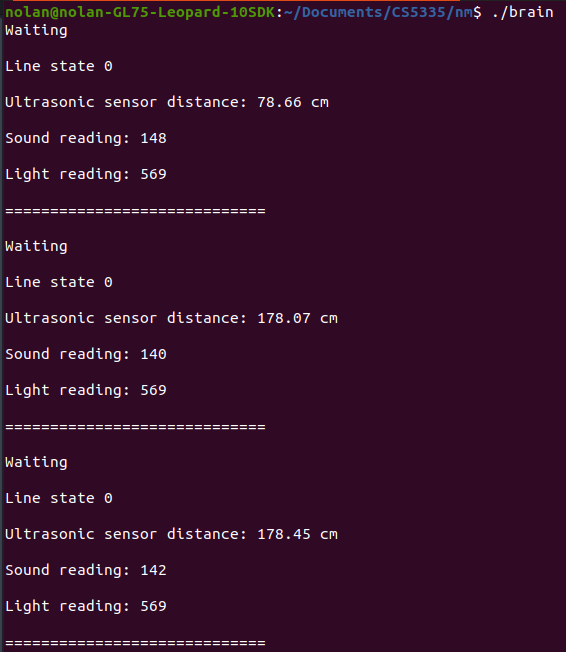 nolan@nolan-GL75-Leopard-10SDK:~/Documents/CS5335/nm$ ./brain
Waiting
Line state 0
Ultrasonic sensor distance: 78.66 cm
Sound reading: 148
Light reading: 569
=============================
Waiting
Line state 0
Ultrasonic sensor distance: 178.07 cm
Sound reading: 140
Light reading: 569
=============================
Waiting
Line state 0
Ultrasonic sensor distance: 178.45 cm
Sound reading: 142
Light reading: 569
=============================